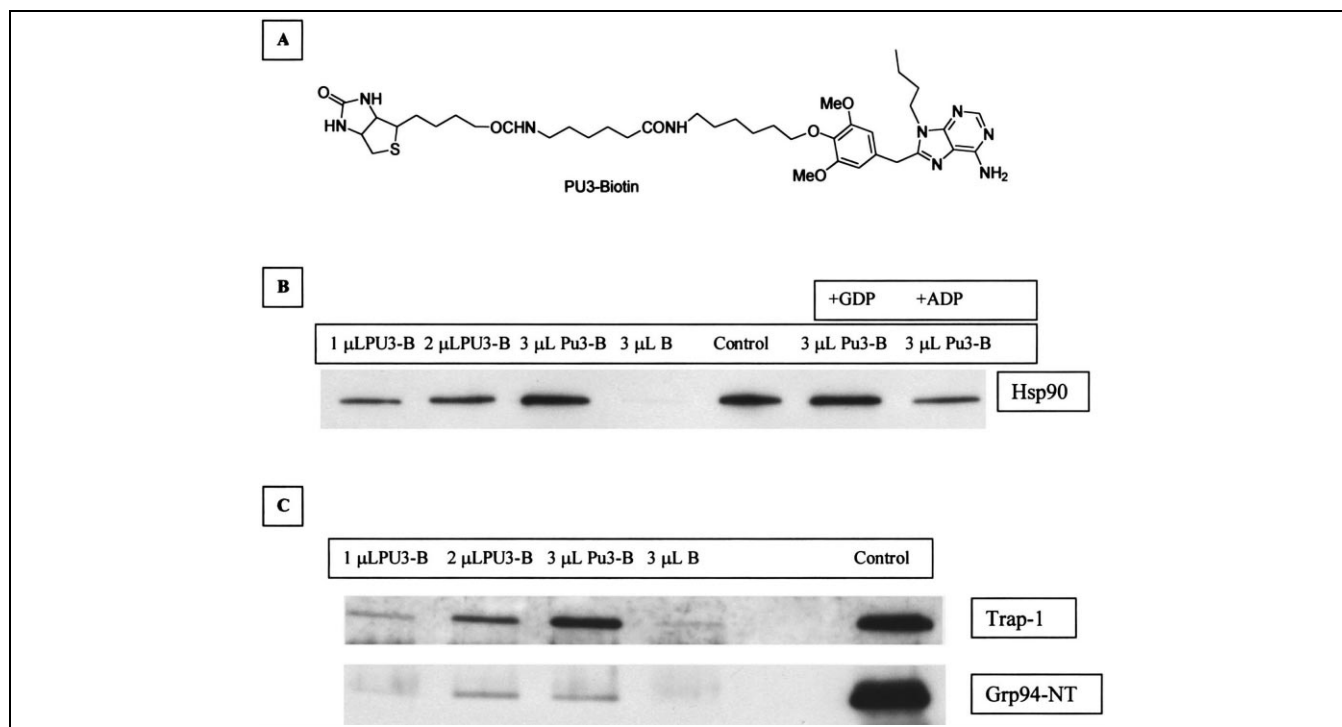 A
O
NH
HN
S
OCHN
CONH
O
MeO
MeO
N
N
N
N
NH2
PU3-Biotin
B
+GDP +ADP
1 μLPU3-B 2 μLPU3-B 3 μL Pu3-B 3 μL B Control 3 μL Pu3-B 3 μL Pu3-B
Hsp90
C
1 μLPU3-B 2 μLPU3-B 3 μL Pu3-B 3 μL B Control
Trap-1
Grp94-NT